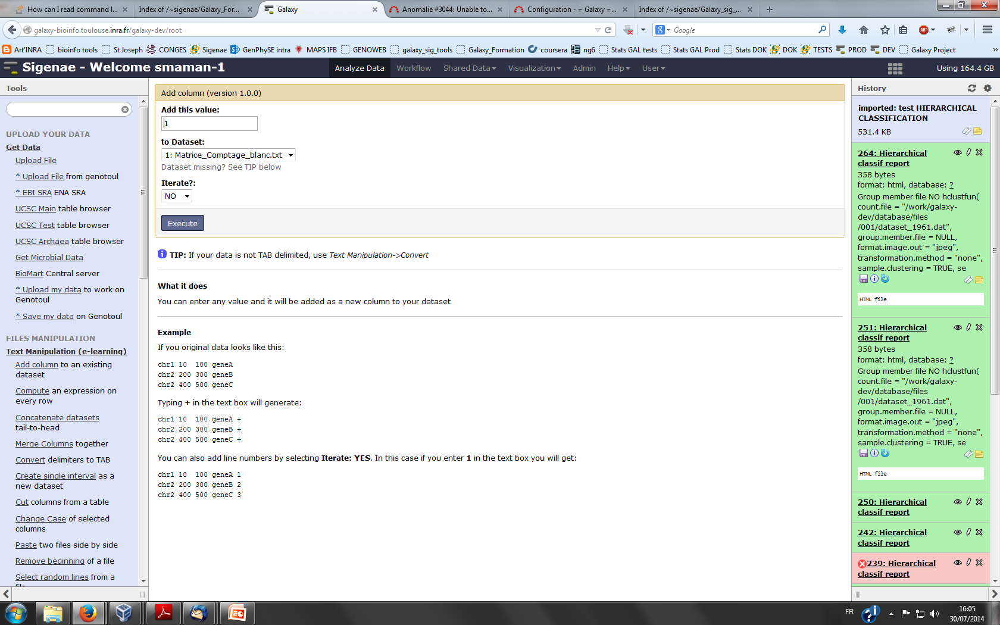 How can I read command l...
Index of /~sigenae/Galaxy_For...
Galaxy
Anomalie #3044: Unable to...
Configuration - = Galaxy =...
Index of /~sigenae/Galaxy_sig_...
galaxy-bioinfo.toulouse.inra.fr/galaxy-dev/root
Google
Art'INRA
bioinfo tools
St Joseph
CONGES
Sigenae
GenPhySE intra
MAPS IFB
GENOWEB
galaxy_sig_tools
Galaxy_Formation
coursera
ng6
Stats GAL tests
Stats GAL Prod
Stats DOK
DOK
TESTS
PROD
DEV
Galaxy Project
Sigenae - Welcome smaman-1
Analyze Data
Workflow
Shared Data
Visualization
Admin
Help
User
Using 164.4 GB
Tools
UPLOAD YOUR DATA
Get Data
Upload File
* Upload File from genotoul
* EBI SRA ENA SRA
UCSC Main table browser
UCSC Test table browser
UCSC Archaea table browser
Get Microbial Data
BioMart Central server
* Upload my data to work on
Genotoul
* Save my data on Genotoul
FILES MANIPULATION
Text Manipulation (e-learning)
Add column to an existing
dataset
Compute an expression on
every row
Concatenate datasets
tail-to-head
Merge Columns together
Convert delimiters to TAB
Create single interval as a
new dataset
Cut columns from a table
Change Case of selected
columns
Paste two files side by side
Remove beginning of a file
Select random lines from a
file
Add column (version 1.0.0)
Add this value:
1
to Dataset:
1: Matrice_Comptage_blanc.txt
Dataset missing? See TIP below
Iterate?:
NO
Execute
TIP: If your data is not TAB delimited, use Text Manipulation->Convert
What it does
You can enter any value and it will be added as a new column to your dataset
Example
If you original data looks like this:
chr1 10  100 geneA
chr2 200 300 geneB
chr2 400 500 geneC
Typing + in the text box will generate:
chr1 10  100 geneA +
chr2 200 300 geneB +
chr2 400 500 geneC +
You can also add line numbers by selecting Iterate: YES. In this case if you enter 1 in the text box you will get:
chr1 10  100 geneA 1
chr2 200 300 geneB 2
chr2 400 500 geneC 3
History
imported: test HIERARCHICAL
CLASSIFICATION
531.4 KB
264: Hierarchical
classif report
358 bytes
format: html, database: ?
Group member file NO hclustfun(
count.file = "/work/galaxy-
dev/database/files
/001/dataset_1961.dat",
group.member.file = NULL,
format.image.out = "jpeg",
transformation.method = "none",
sample.clustering = TRUE, se
HTML file
251: Hierarchical
classif report
358 bytes
format: html, database: ?
Group member file NO hclustfun(
count.file = "/work/galaxy-
dev/database/files
/001/dataset_1961.dat",
group.member.file = NULL,
format.image.out = "jpeg",
transformation.method = "none",
sample.clustering = TRUE, se
HTML file
250: Hierarchical
classif report
242: Hierarchical
classif report
239: Hierarchical
classif report
FR
16:05
30/07/2014